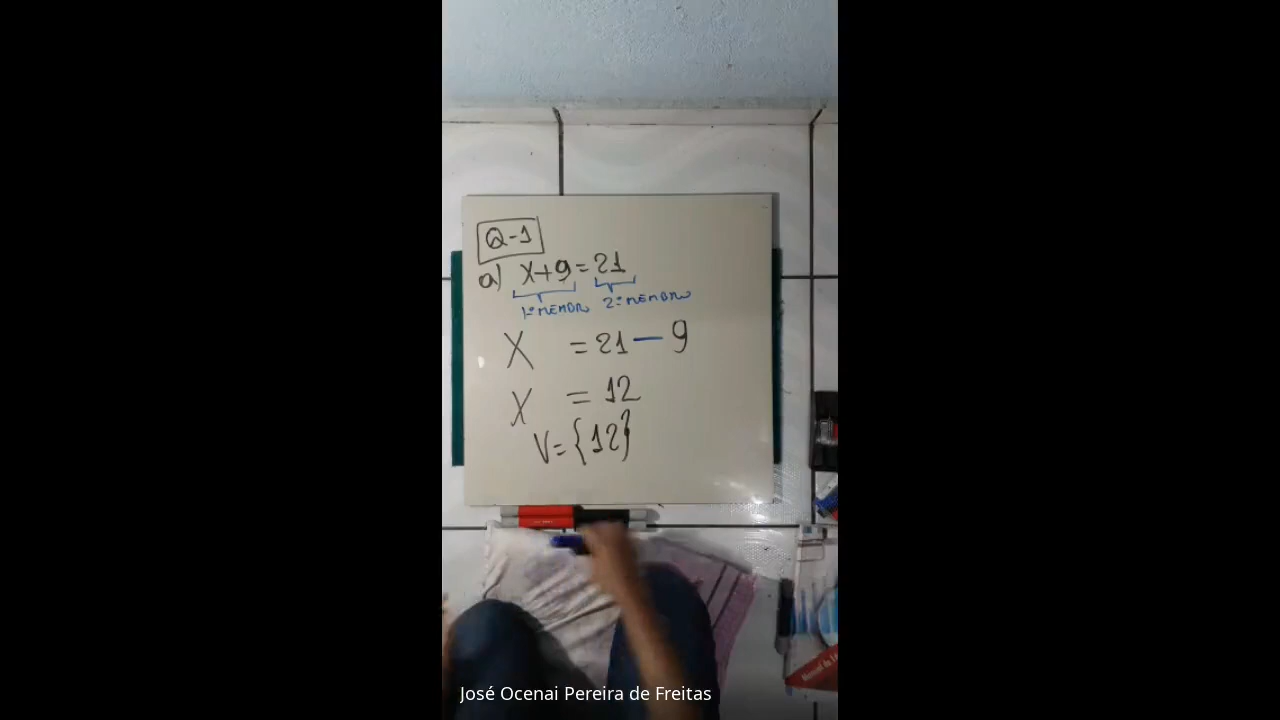 Q-1
a) X+9=21
1º MEMBRO 2º MEMBRO
X = 21 — 9
X = 12
V={12}
José Ocenai Pereira de Freitas